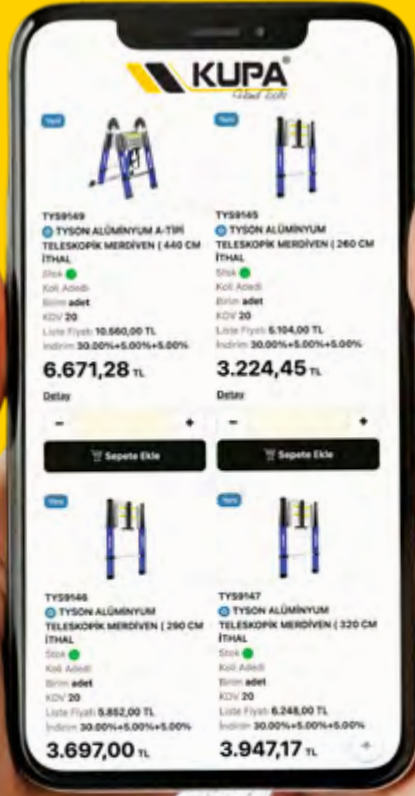 KUPA®
Hand Tools
Yeni
TYS9149
TYSON ALÜMİNYUM A-TİPİ
TELESKOPİK MERDİVEN ( 440 CM
İTHAL
Stok
Koli Adedi
Birim adet
KDV 20
Liste Fiyatı 10.560,00 TL
İndirim 30.00%+5.00%+5.00%
6.671,28 TL
Detay
- +
Sepete Ekle
Yeni
TYS9145
TYSON ALÜMİNYUM
TELESKOPİK MERDİVEN ( 260 CM
İTHAL
Stok
Koli Adedi
Birim adet
KDV 20
Liste Fiyatı 5.104,00 TL
İndirim 30.00%+5.00%+5.00%
3.224,45 TL
Detay
- +
Sepete Ekle
Yeni
TYS9146
TYSON ALÜMİNYUM
TELESKOPİK MERDİVEN ( 290 CM
İTHAL
Stok
Koli Adedi
Birim adet
KDV 20
Liste Fiyatı 5.852,00 TL
İndirim 30.00%+5.00%+5.00%
3.697,00 TL
Yeni
TYS9147
TYSON ALÜMİNYUM
TELESKOPİK MERDİVEN ( 320 CM
İTHAL
Stok
Koli Adedi
Birim adet
KDV 20
Liste Fiyatı 6.248,00 TL
İndirim 30.00%+5.00%+5.00%
3.947,17 TL